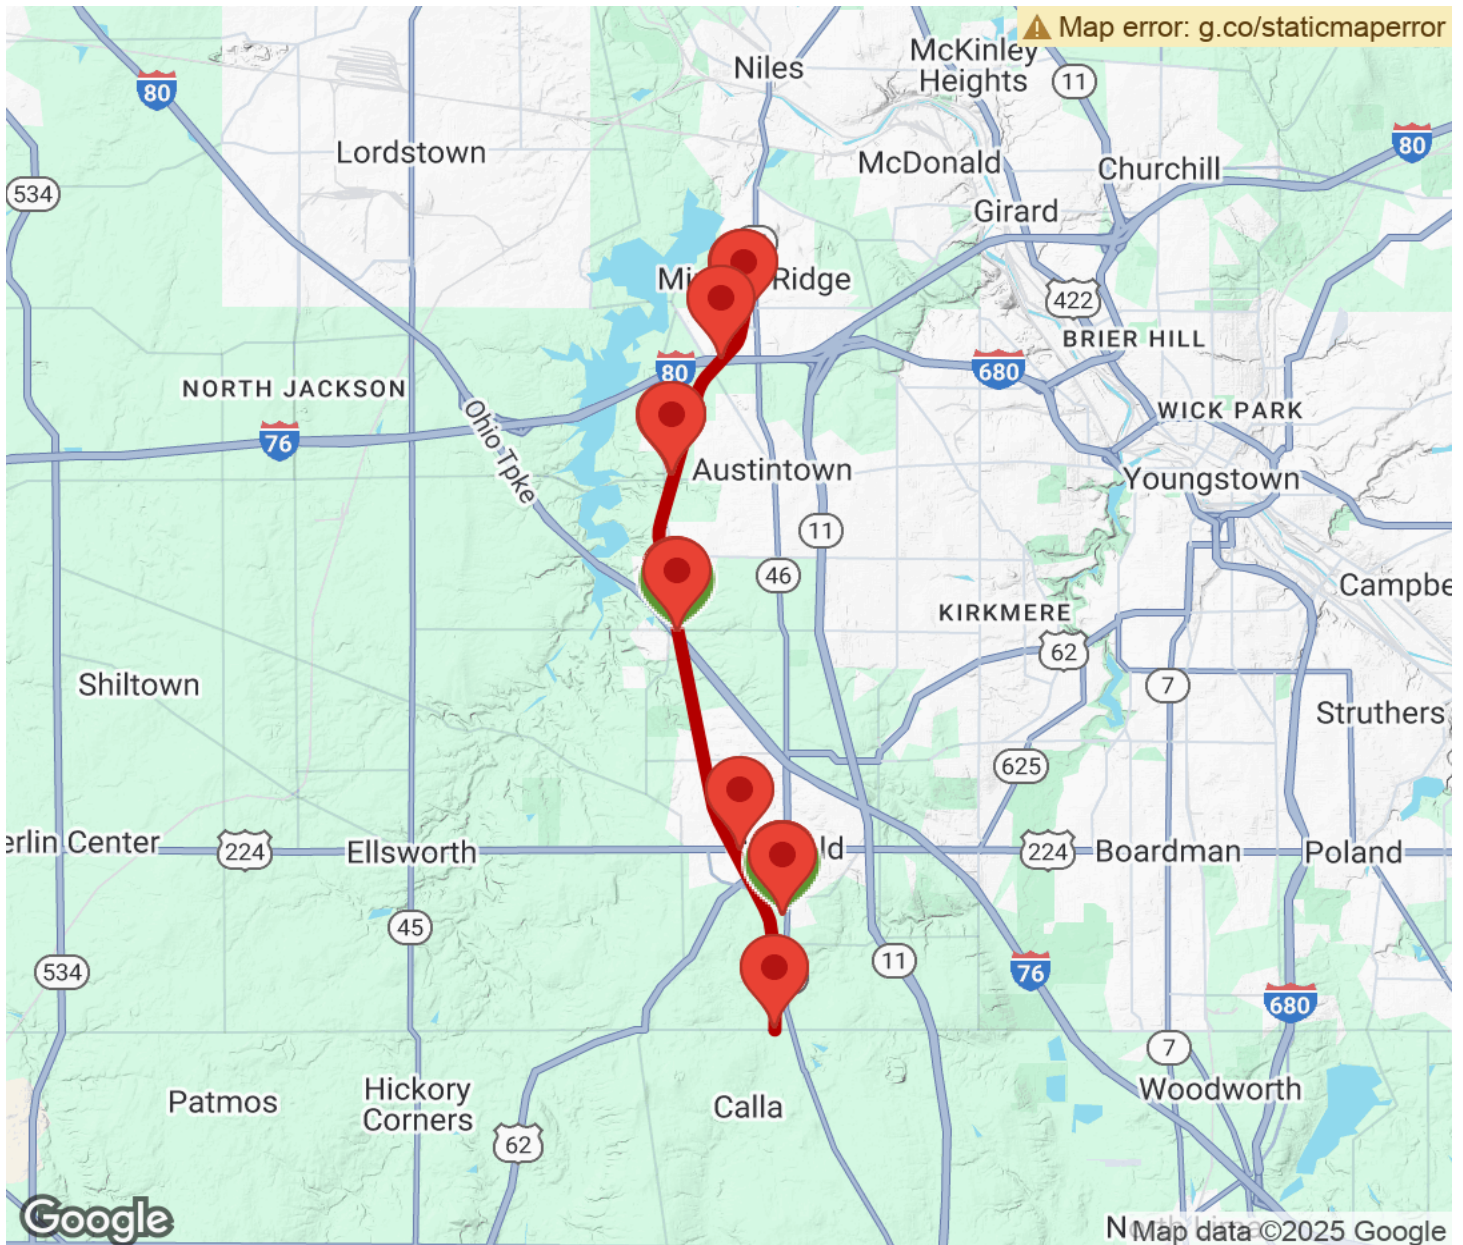 Map error: g.co/staticmaperror
McKinley
Heights
Niles
11
80
80
Lordstown
McDonald
Churchill
534
Girard
Ridge
422
BRIER HILL
80
680
NORTH JACKSON
WICK PARK
76
Ohio Tpke
Austintown
Youngstown
11
46
KIRKMERE
62
Shiltown
7
Struthers
625
224
Ellsworth
224
Boardman
Poland
45
534
11
76
680
7
Patmos
Hickory
Corners
Calla
Woodworth
62
Google
Map data ©2025 Google